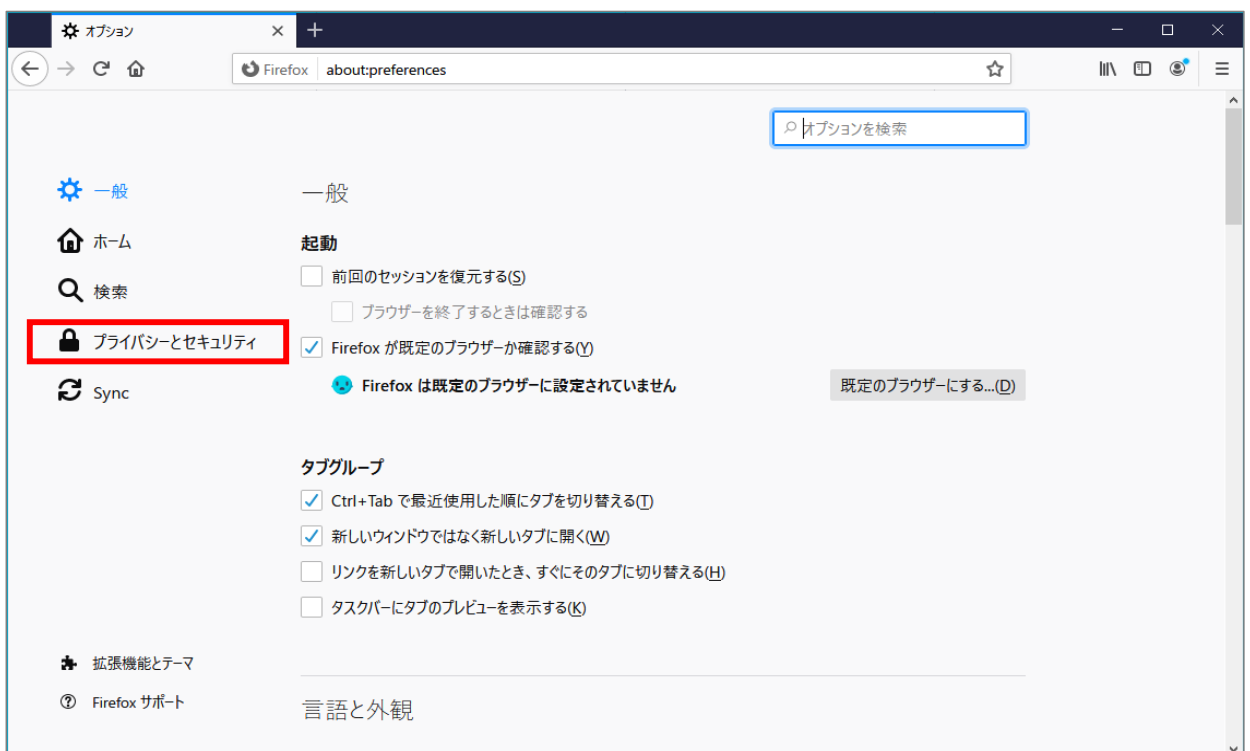 オプション
Firefox about:preferences
オプションを検索
一般
ホーム
検索
プライバシーとセキュリティ
Sync
拡張機能とテーマ
Firefox サポート
一般
起動
前回のセッションを復元する(S)
ブラウザーを終了するときは確認する
Firefox が既定のブラウザーか確認する(Y)
Firefox は既定のブラウザーに設定されていません
既定のブラウザーにする...(D)
タブグループ
Ctrl+Tab で最近使用した順にタブを切り替える(T)
新しいウィンドウではなく新しいタブに開く(W)
リンクを新しいタブで開いたとき、すぐにそのタブに切り替える(H)
タスクバーにタブのプレビューを表示する(K)
言語と外観